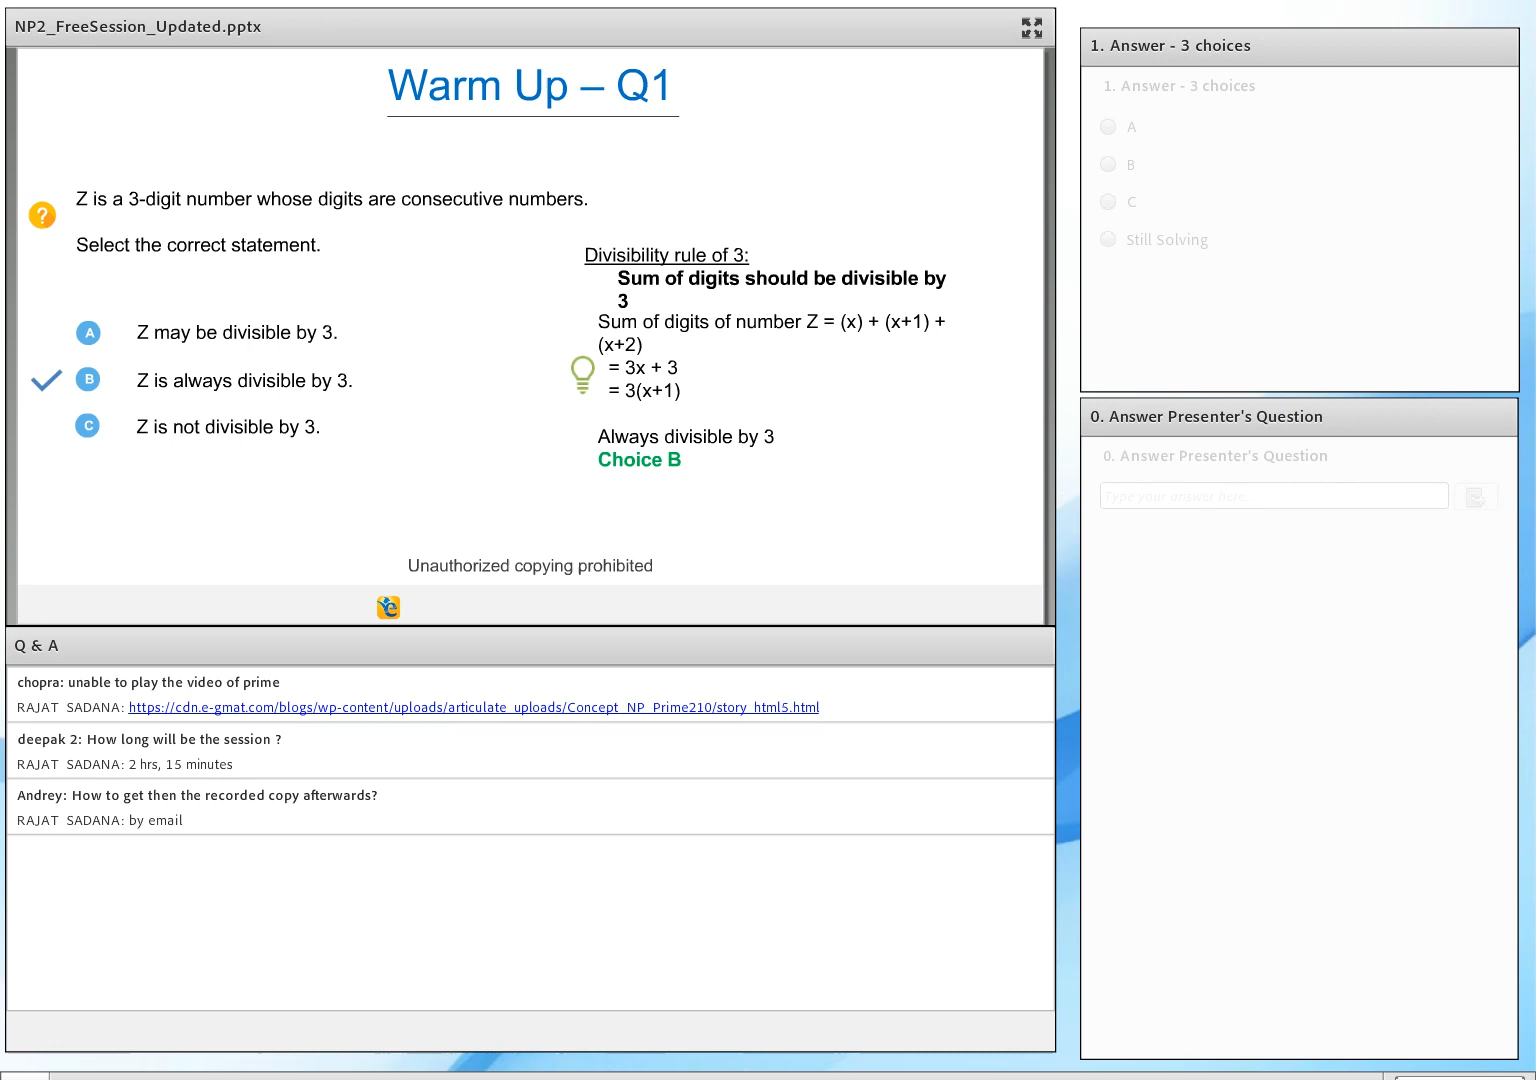 NP2_FreeSession_Updated.pptx
Warm Up – Q1
?
Z is a 3-digit number whose digits are consecutive numbers.
Select the correct statement.
A Z may be divisible by 3.
B Z is always divisible by 3.
C Z is not divisible by 3.
Divisibility rule of 3:
Sum of digits should be divisible by
3
Sum of digits of number Z = (x) + (x+1) +
(x+2)
= 3x + 3
= 3(x+1)
Always divisible by 3
Choice B
Unauthorized copying prohibited
e
Q & A
chopra: unable to play the video of prime
RAJAT SADANA: https://cdn.e-gmat.com/blogs/wp-content/uploads/articulate_uploads/Concept_NP_Prime210/story_html5.html
deepak 2: How long will be the session ?
RAJAT SADANA: 2 hrs, 15 minutes
Andrey: How to get then the recorded copy afterwards?
RAJAT SADANA: by email
1. Answer - 3 choices
1. Answer - 3 choices
A
B
C
Still Solving
0. Answer Presenter's Question
0. Answer Presenter's Question
Type your answer here.